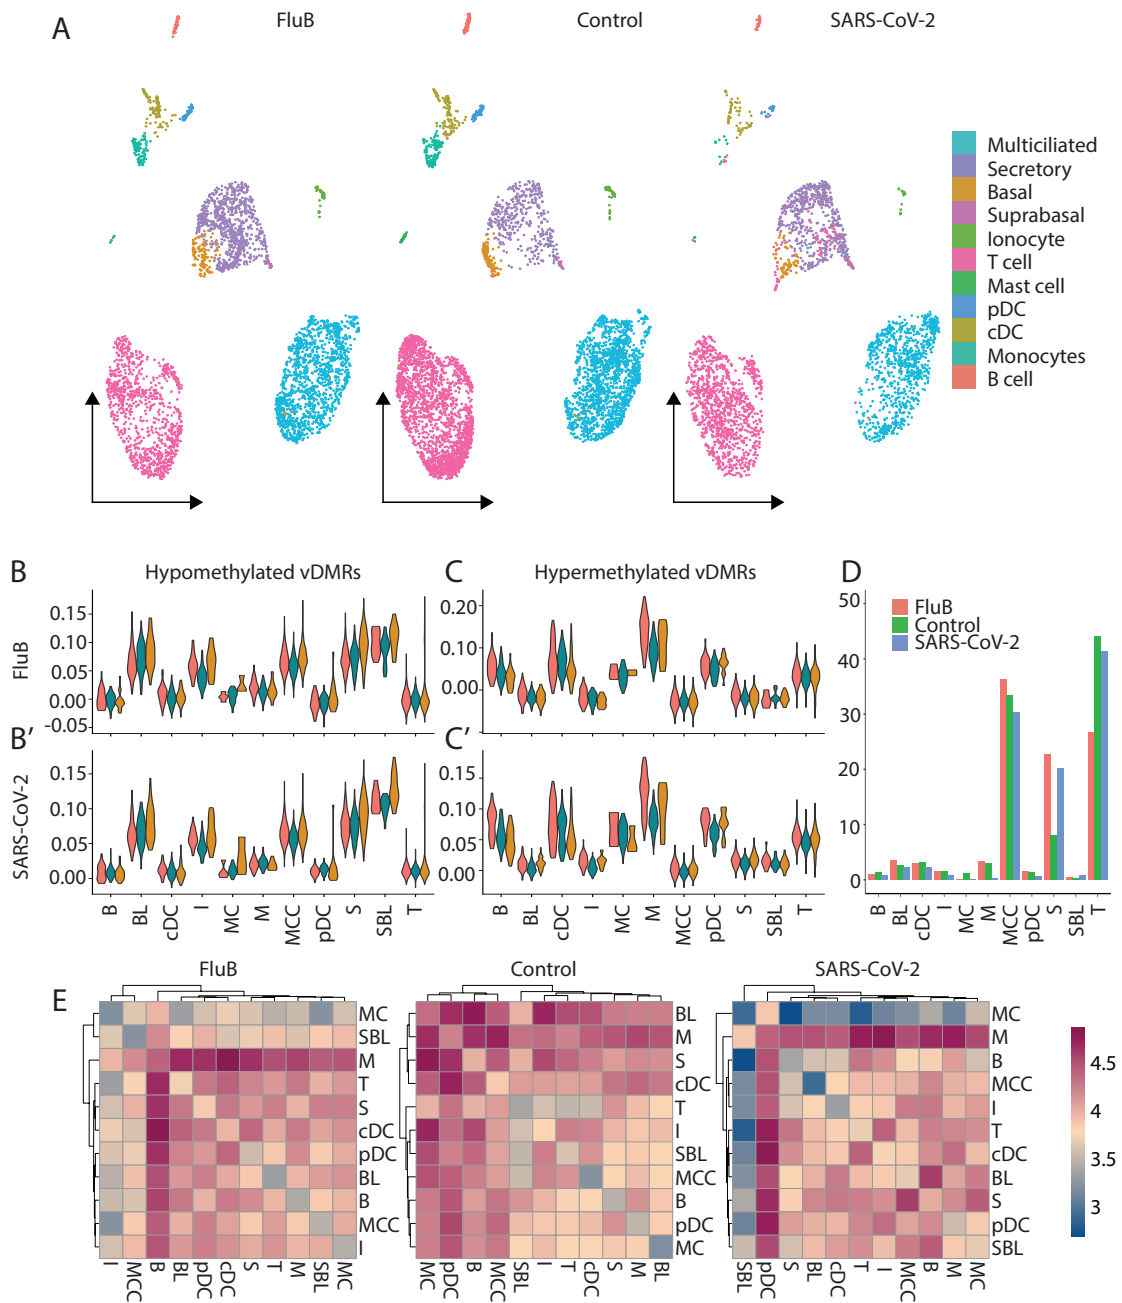 A
FluB
Control
SARS-CoV-2
Multiciliated
Secretory
Basal
Suprabasal
Ionocyte
T cell
Mast cell
pDC
cDC
Monocytes
B cell
B
Hypomethylated vDMRs
FluB
0.15
0.10
0.05
0.00
-0.05
C
Hypermethylated vDMRs
0.20
0.10
0.00
B'
SARS-CoV-2
0.15
0.10
0.05
0.00
B BL cDC I MC M MCC pDC S SBL T
C'
0.15
0.10
0.05
0.00
B BL cDC I MC M MCC pDC S SBL T
D
FluB
Control
SARS-CoV-2
50
40
30
20
10
0
B BL cDC I MC M MCC pDC S SBL T
E
FluB
MC
SBL
M
T
S
cDC
pDC
BL
B
MCC
I
I MCC B BL pDC cDC S T M SBL MC
Control
BL
M
S
cDC
T
I
SBL
MCC
B
pDC
MC
MC pDC B MCC SBL I T cDC S M BL
SARS-CoV-2
MC
M
B
MCC
I
T
cDC
BL
S
pDC
SBL
SBL pDC S BL cDC T I MCC B M MC
4.5
4
3.5
3